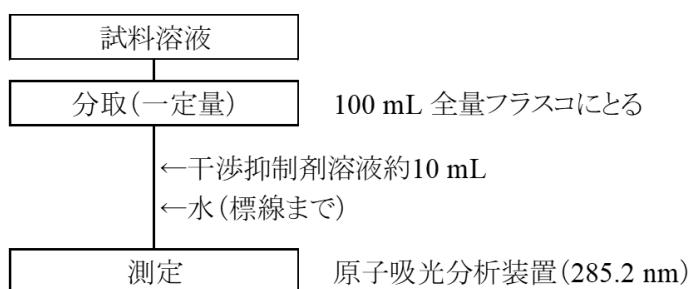 試料溶液
分取(一定量) 100 mL 全量フラスコにとる
←干渉抑制剤溶液約10 mL
←水(標線まで)
測定 原子吸光分析装置(285.2 nm)